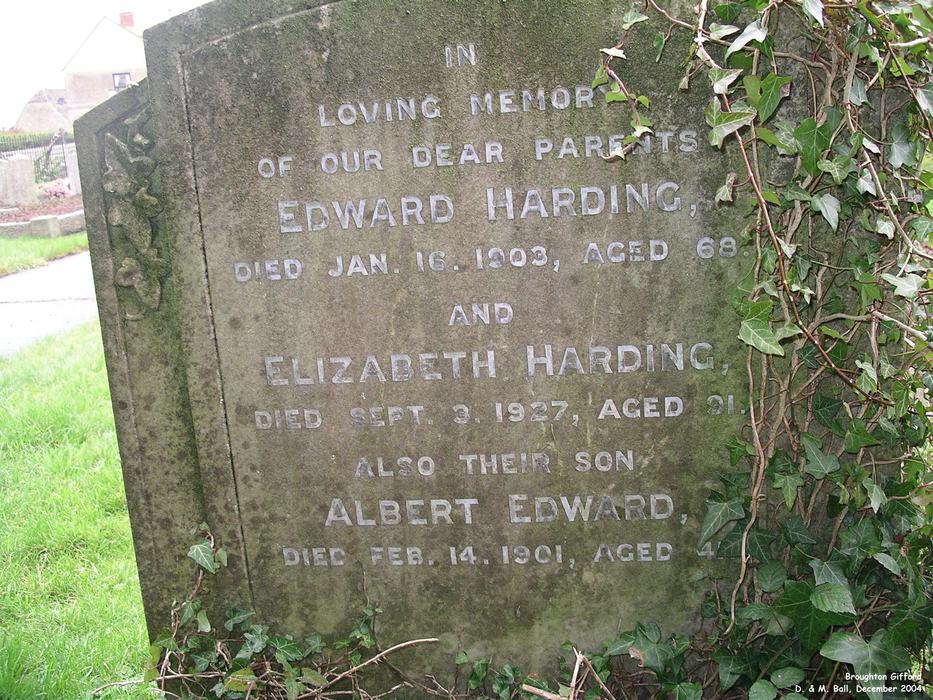 IN
LOVING MEMORY
OF OUR DEAR PARENTS
EDWARD HARDING,
DIED JAN. 16. 1903, AGED 68.
AND
ELIZABETH HARDING,
DIED SEPT. 3. 1927, AGED 91.
ALSO THEIR SON
ALBERT EDWARD,
DIED FEB. 14. 1901, AGED
Broughton Gifford
D. & M. Ball, December 2004